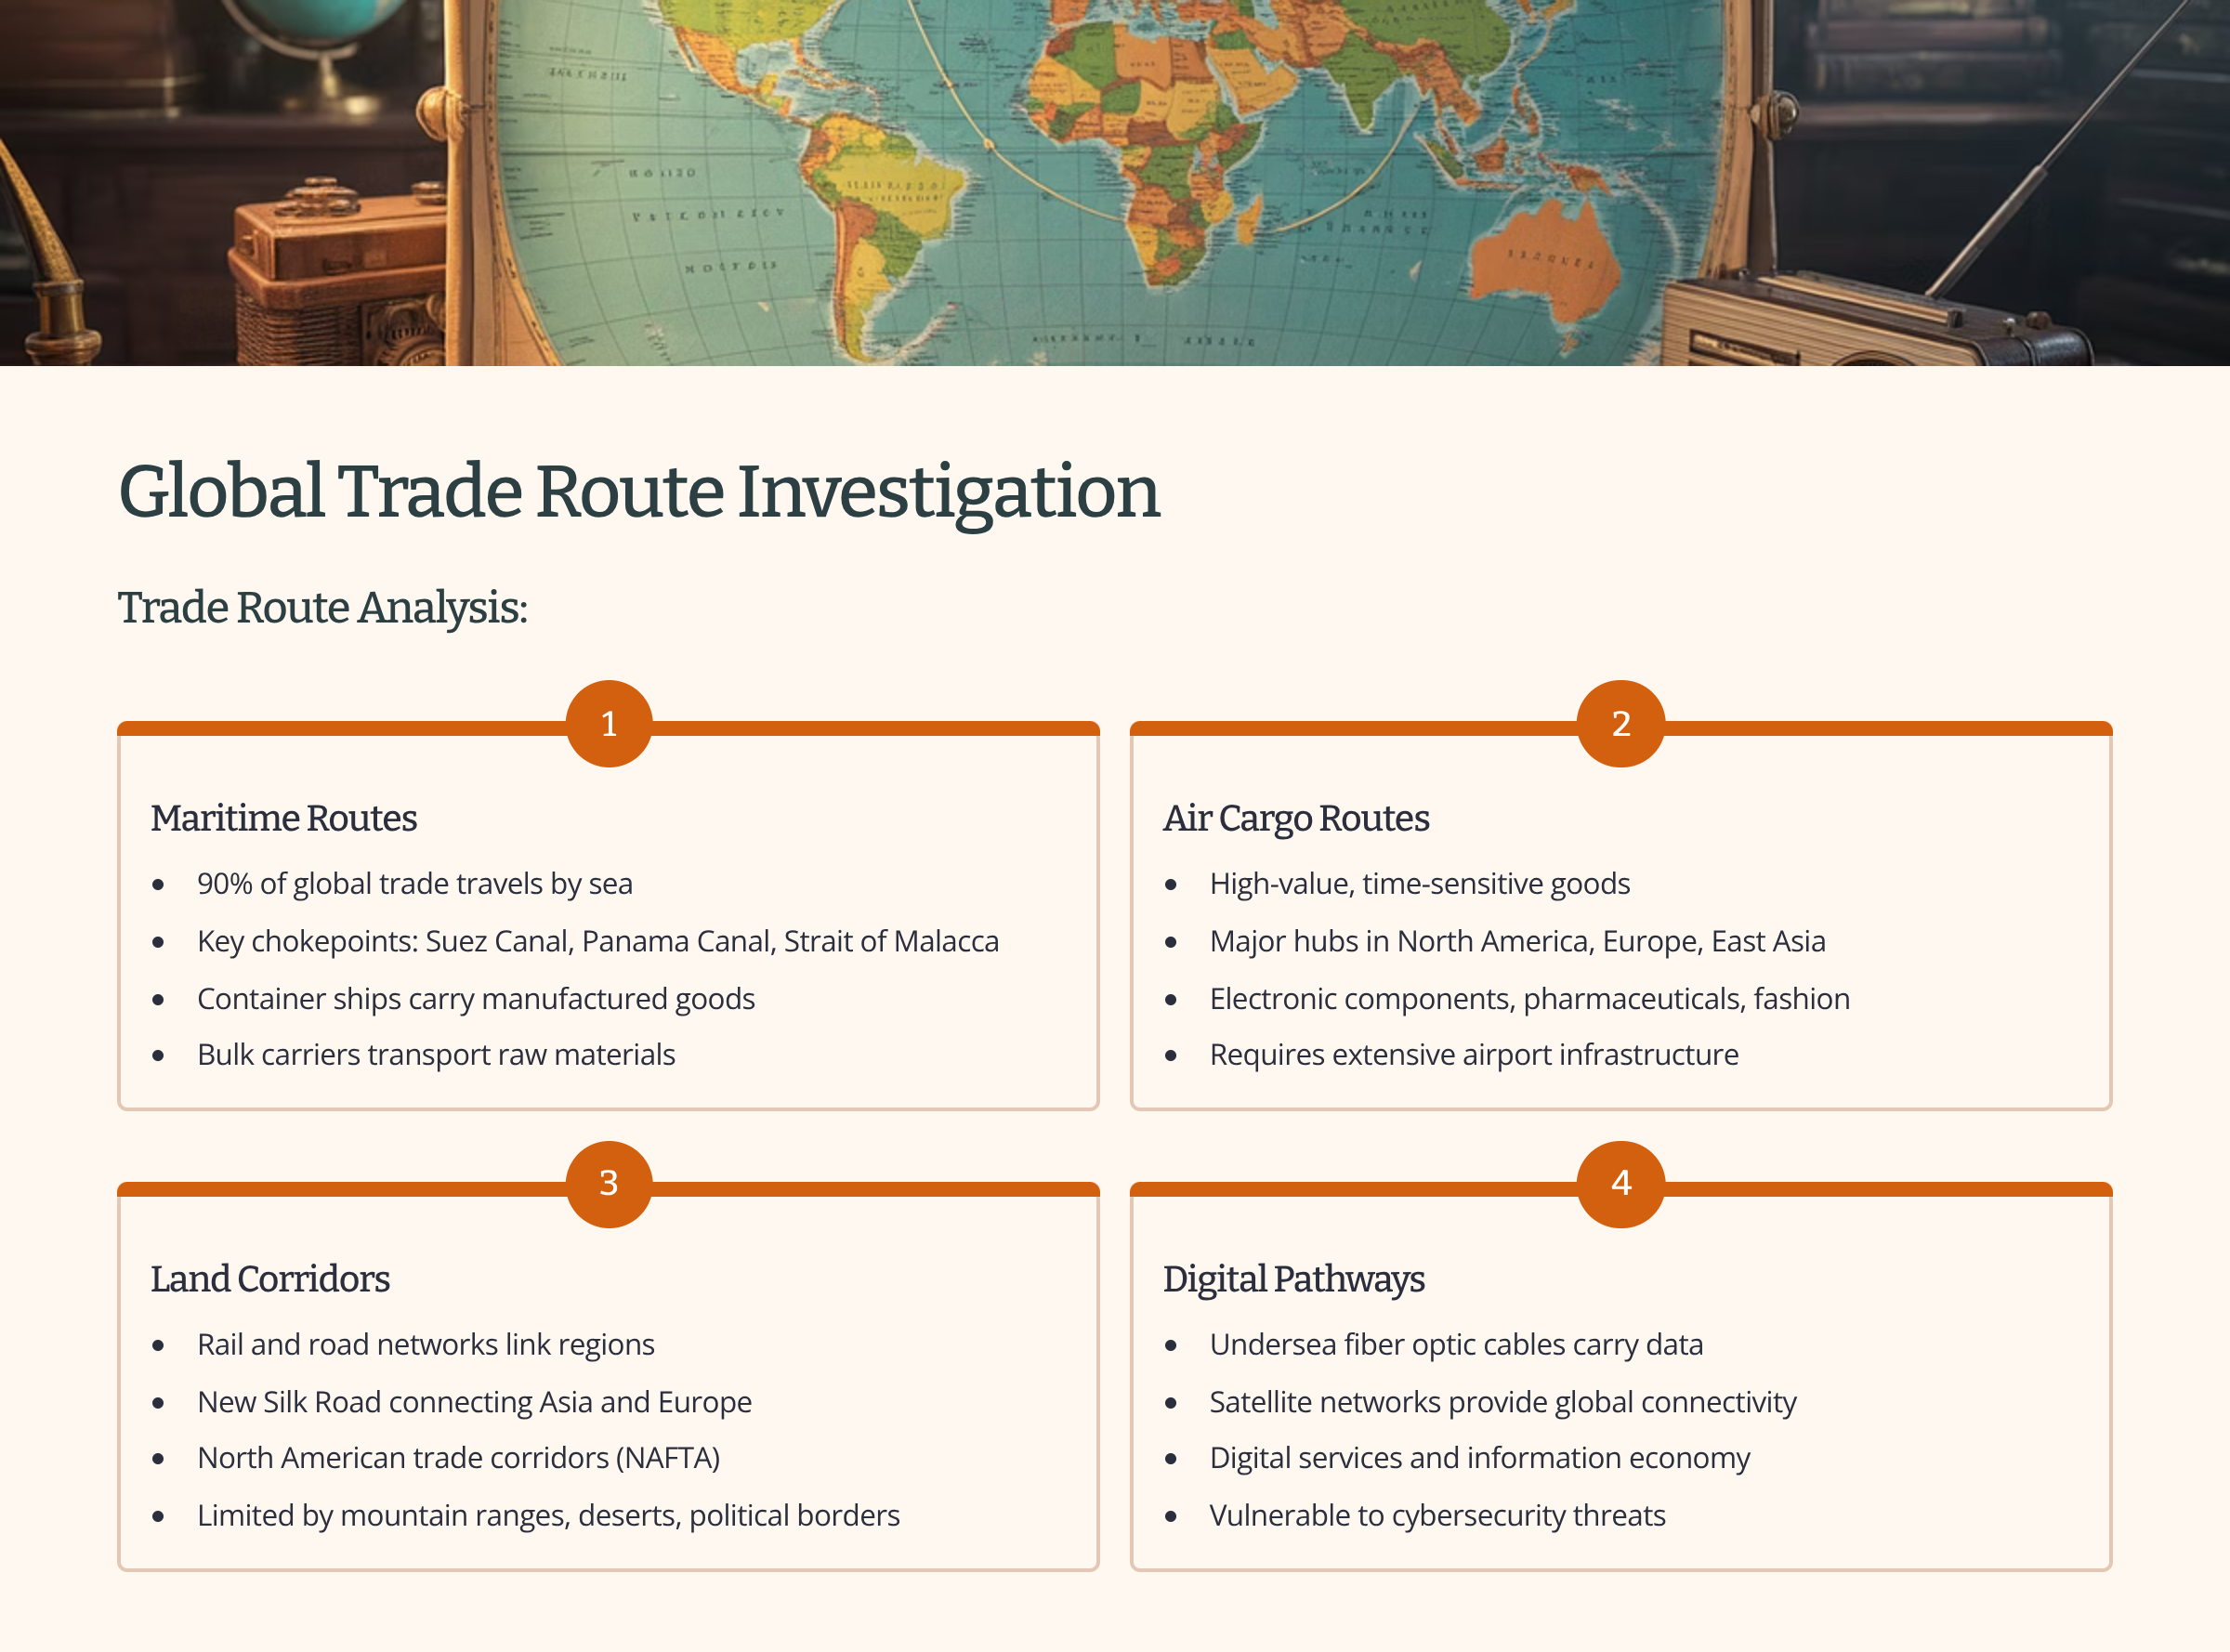 Global Trade Route Investigation
Trade Route Analysis:
1
Maritime Routes
• 90% of global trade travels by sea
• Key chokepoints: Suez Canal, Panama Canal, Strait of Malacca
• Container ships carry manufactured goods
• Bulk carriers transport raw materials
2
Air Cargo Routes
• High-value, time-sensitive goods
• Major hubs in North America, Europe, East Asia
• Electronic components, pharmaceuticals, fashion
• Requires extensive airport infrastructure
3
Land Corridors
• Rail and road networks link regions
• New Silk Road connecting Asia and Europe
• North American trade corridors (NAFTA)
• Limited by mountain ranges, deserts, political borders
4
Digital Pathways
• Undersea fiber optic cables carry data
• Satellite networks provide global connectivity
• Digital services and information economy
• Vulnerable to cybersecurity threats